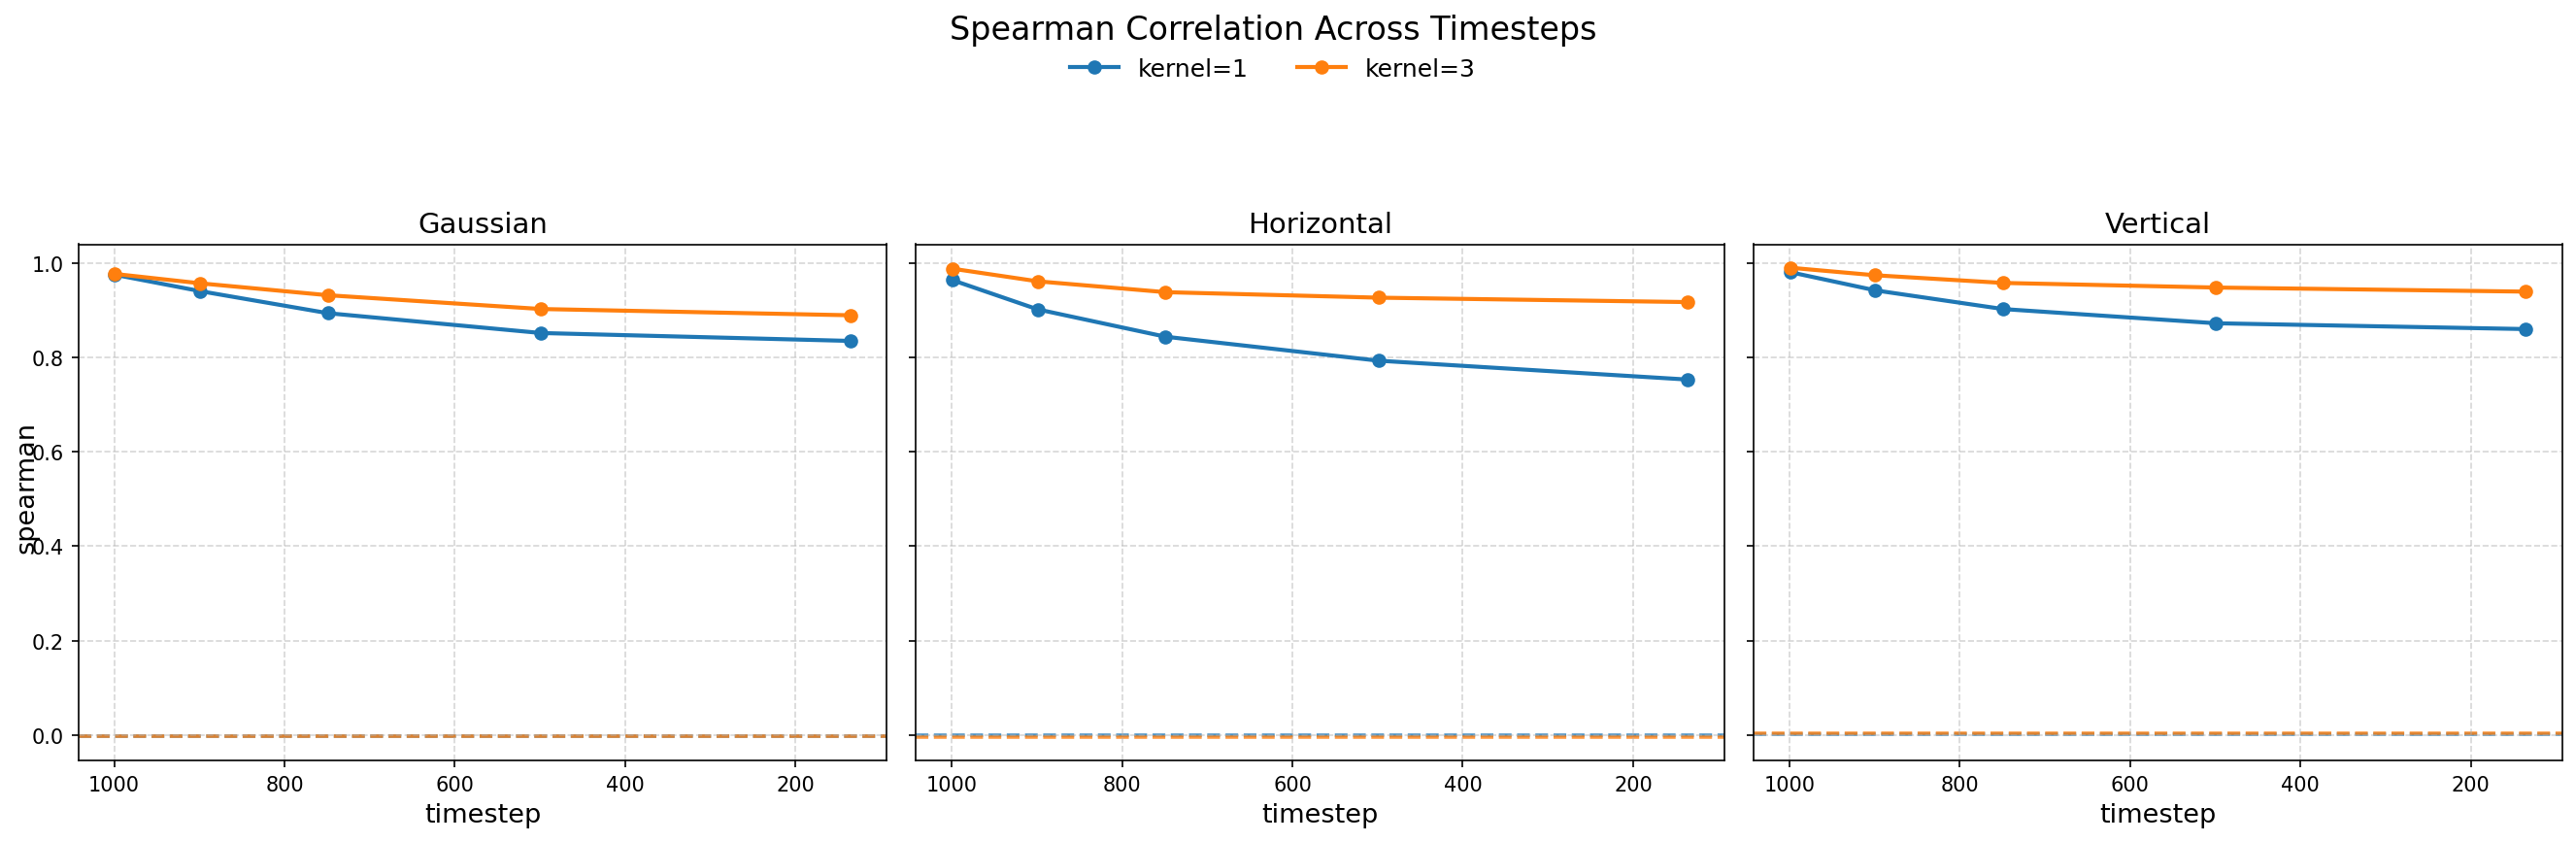 Spearman Correlation Across Timesteps
kernel=1 kernel=3
Gaussian Horizontal Vertical
1.0
0.8
0.6
0.4
0.2
0.0
spearman
1000 800 600 400 200 1000 800 600 400 200 1000 800 600 400 200
timestep timestep timestep